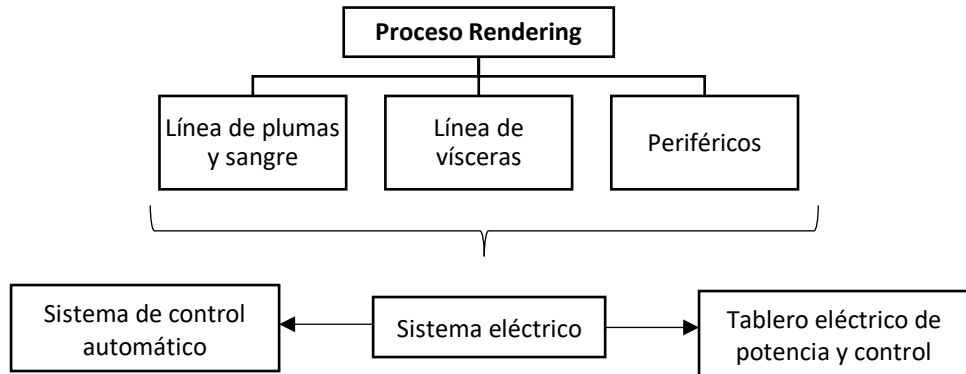 Proceso Rendering
Línea de plumas
y sangre
Línea de
vísceras
Periféricos
Sistema de control
automático
Sistema eléctrico
Tablero eléctrico de
potencia y control